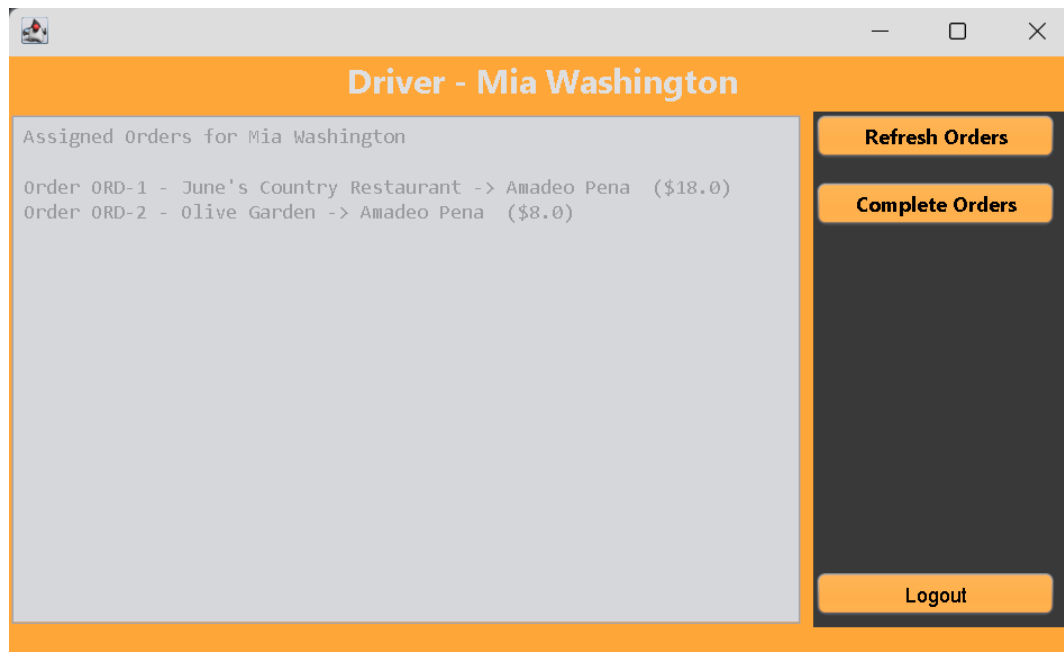 Driver - Mia Washington
Assigned Orders for Mia Washington
Order ORD-1 - June's Country Restaurant -> Amadeo Pena  ($18.0)
Order ORD-2 - Olive Garden -> Amadeo Pena  ($8.0)
Refresh Orders
Complete Orders
Logout